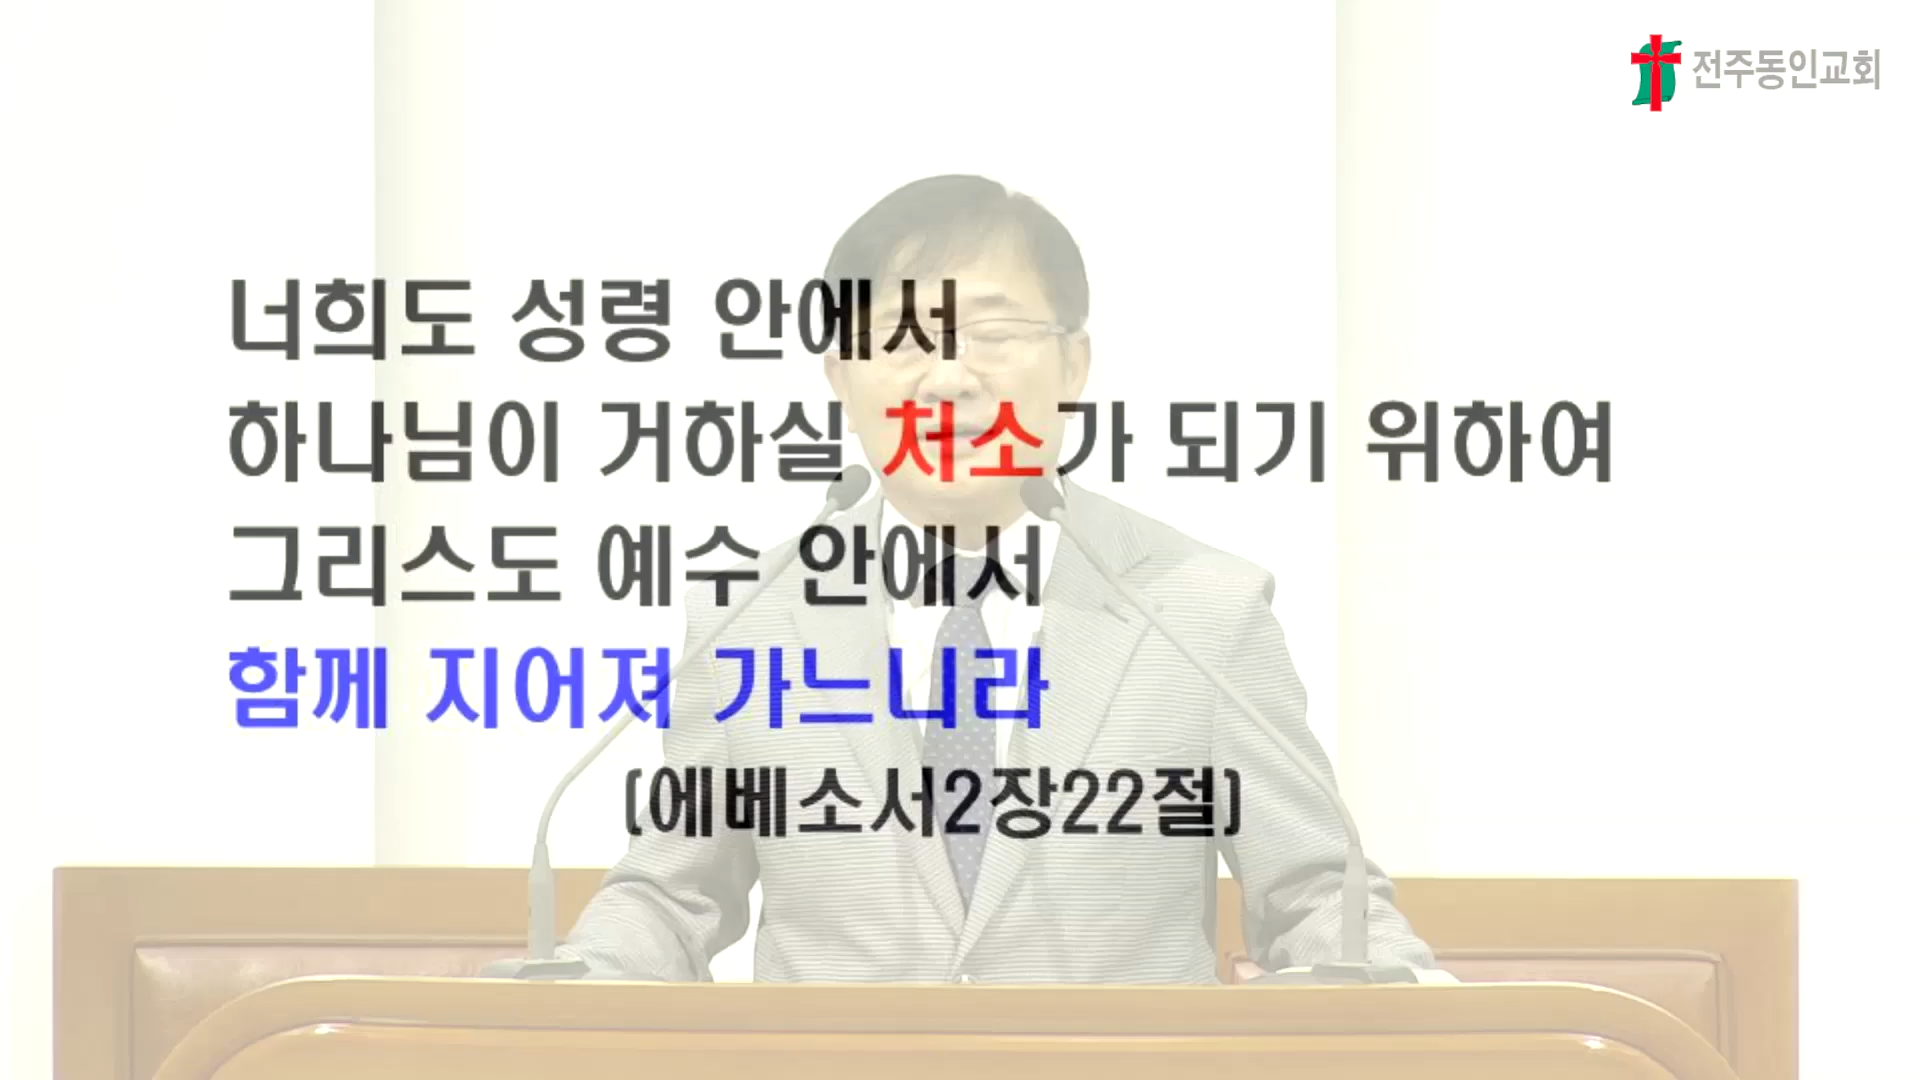 전주동인교회
너희도 성령 안에서
하나님이 거하실 처소가 되기 위하여
그리스도 예수 안에서
함께 지어져 가느니라
(에베소서2장22절)